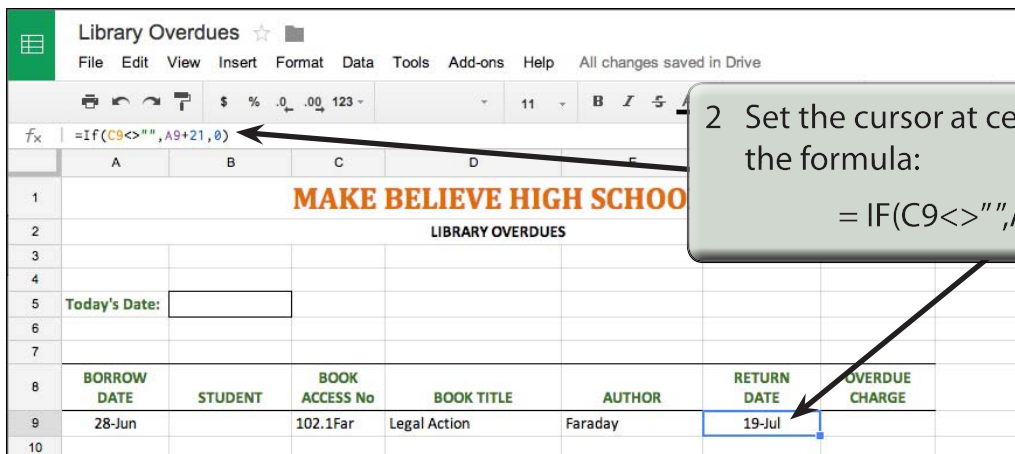 Library Overdues
File Edit View Insert Format Data Tools Add-ons Help All changes saved in Drive
$ % .0 .00 123 11 B I S A
fx =If(C9<>"",A9+21,0)
A B C D E
1 MAKE BELIEVE HIGH SCHOO
2 LIBRARY OVERDUES
3
4
5 Today's Date:
6
7
8 BORROW DATE STUDENT BOOK ACCESS No BOOK TITLE AUTHOR RETURN DATE OVERDUE CHARGE
9 28-Jun 102.1Far Legal Action Faraday 19-Jul
10
2 Set the cursor at ce
the formula:
= IF(C9<>"",A